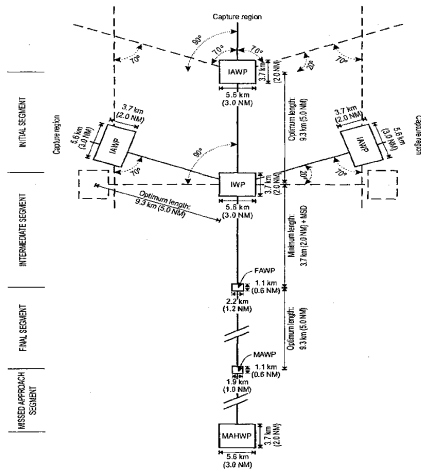 Capture region
90°
70°
70°
70°
20°
70°
IAWP
3.7 km
(2.0 NM)
5.6 km
(3.0 NM)
INITIAL SEGMENT
Capture region
3.7 km
(2.0 NM)
5.6 km
(3.0 NM)
IAWP
70°
90°
Optimum length:
9.3 km (5.0 NM)
3.7 km
(2.0 NM)
5.6 km
(3.0 NM)
IAWP
70°
Capture region
IWP
3.7 km
(2.0 NM)
5.6 km
(3.0 NM)
20°
Optimum length:
9.3 km (5.0 NM)
INTERMEDIATE SEGMENT
Minimum length:
3.7 km (2.0 NM) + MSD
FAWP
1.1 km
(0.6 NM)
2.2 km
(1.2 NM)
FINAL SEGMENT
Optimum length:
9.3 km (5.0 NM)
MAWP
1.1 km
(0.6 NM)
1.9 km
(1.0 NM)
MISSED APPROACH
SEGMENT
MAHWP
3.7 km
(2.0 NM)
5.6 km
(3.0 NM)